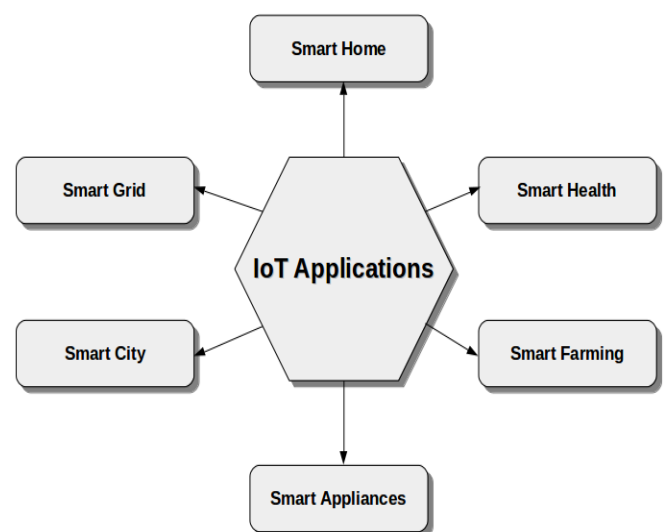 Smart Home
Smart Grid
Smart Health
IoT Applications
Smart City
Smart Farming
Smart Appliances